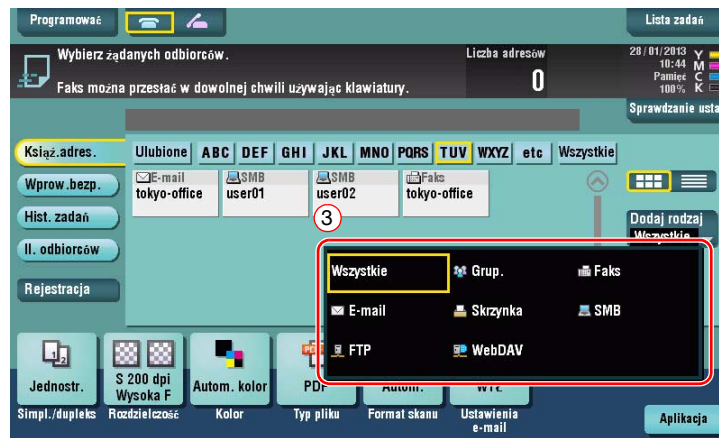 Programować
Lista zadań
Wybierz żądanych odbiorców.
Liczba adresów
28/01/2013
10:44
Y
M
Faks można przesłać w dowolnej chwili używając klawiatury.
0
Pamięć
100%
C
K
Sprawdzanie usta
Książ.adres.
Ulubione ABC DEF GHI JKL MNO PQRS TUV WXYZ etc Wszystkie
E-mail
tokyo-office
SMB
user01
SMB
user02
Faks
tokyo-office
Wprow.bezp.
Hist. zadań
3
Dodaj rodzaj
Wszystkie
Il. odbiorców
Rejestracja
Wszystkie Grup. Faks
E-mail Skrzynka SMB
FTP WebDAV
1 2
Jednostr.
S 200 dpi
Wysoka F
Autom. kolor
PDF
Autom.
WYŁ
Simpl./dupleks Rozdzielczość Kolor Typ pliku Format skanu Ustawienia
e-mail
Aplikacja